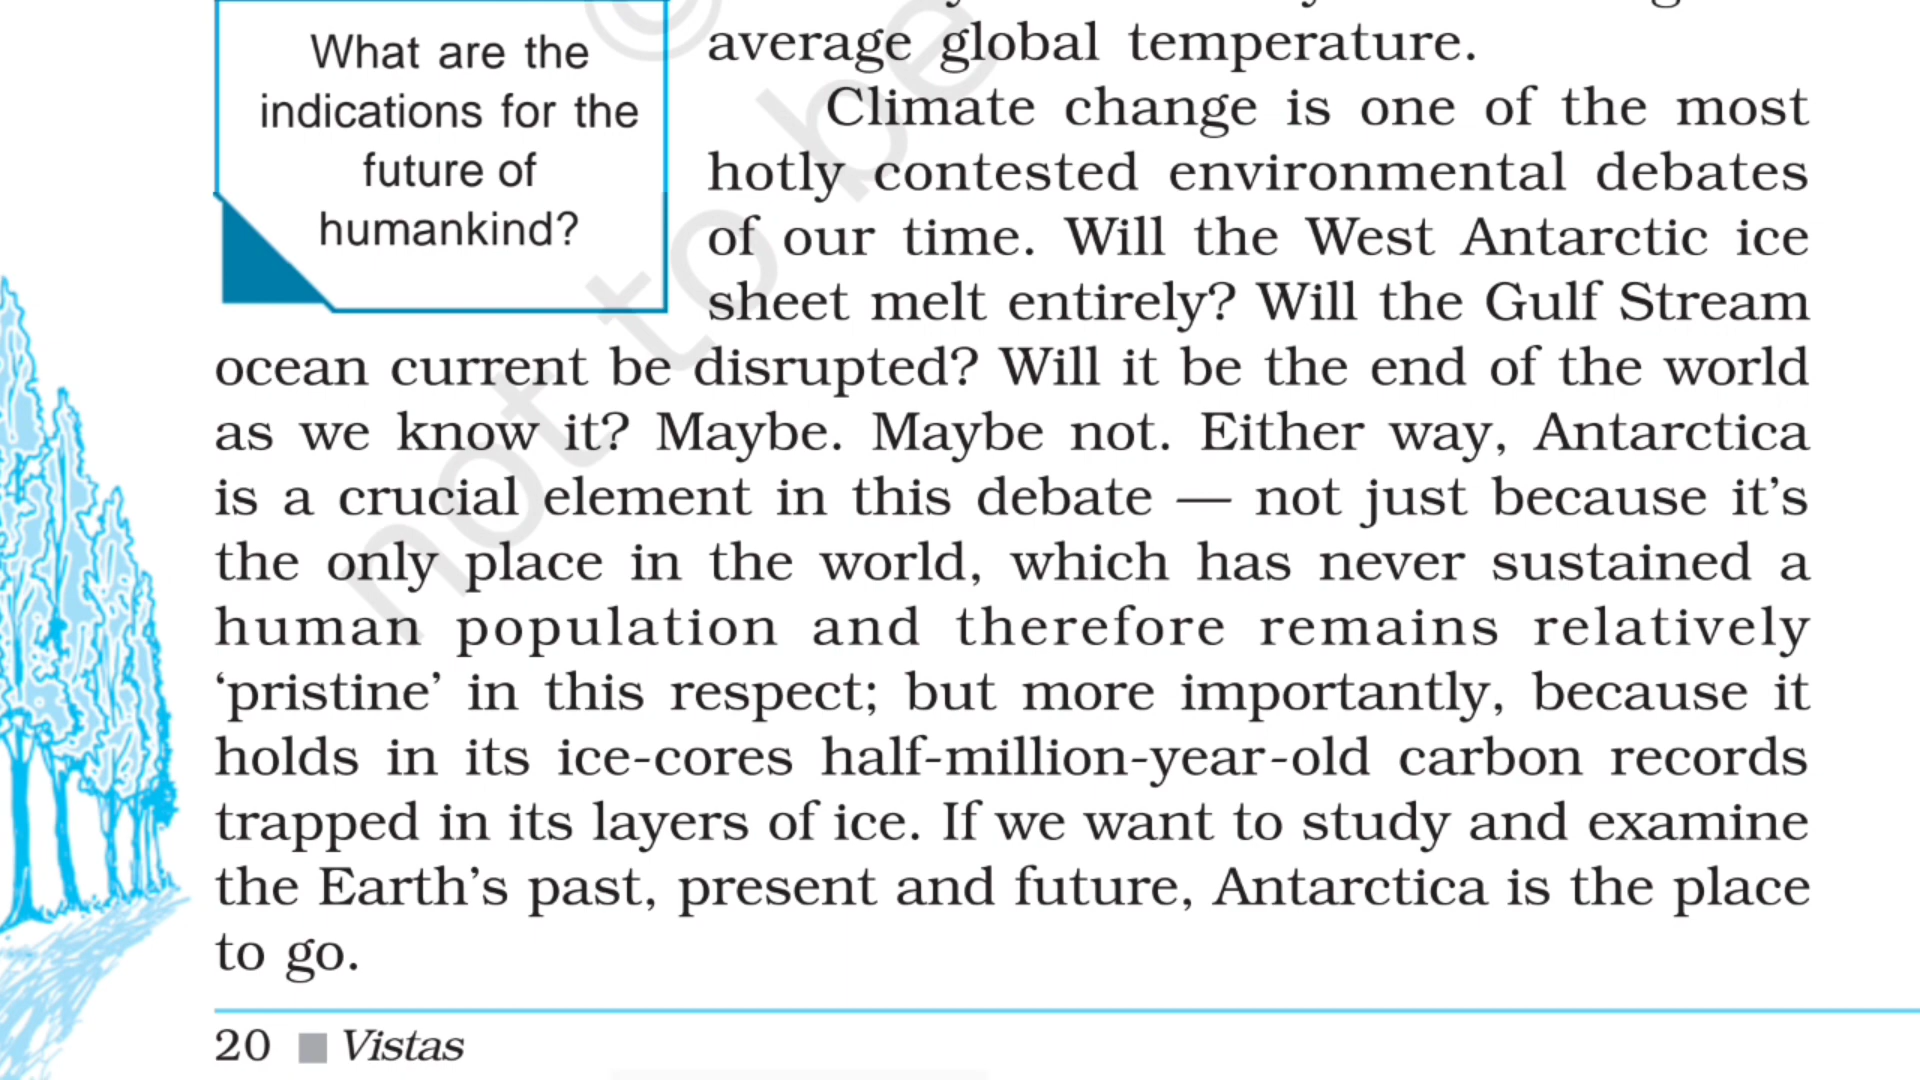 What are the
indications for the
future of
humankind?
average global temperature.
Climate change is one of the most
hotly contested environmental debates
of our time. Will the West Antarctic ice
sheet melt entirely? Will the Gulf Stream
ocean current be disrupted? Will it be the end of the world
as we know it? Maybe. Maybe not. Either way, Antarctica
is a crucial element in this debate — not just because it’s
the only place in the world, which has never sustained a
human population and therefore remains relatively
‘pristine’ in this respect; but more importantly, because it
holds in its ice-cores half-million-year-old carbon records
trapped in its layers of ice. If we want to study and examine
the Earth’s past, present and future, Antarctica is the place
to go.
20 ■ Vistas
©
not to be